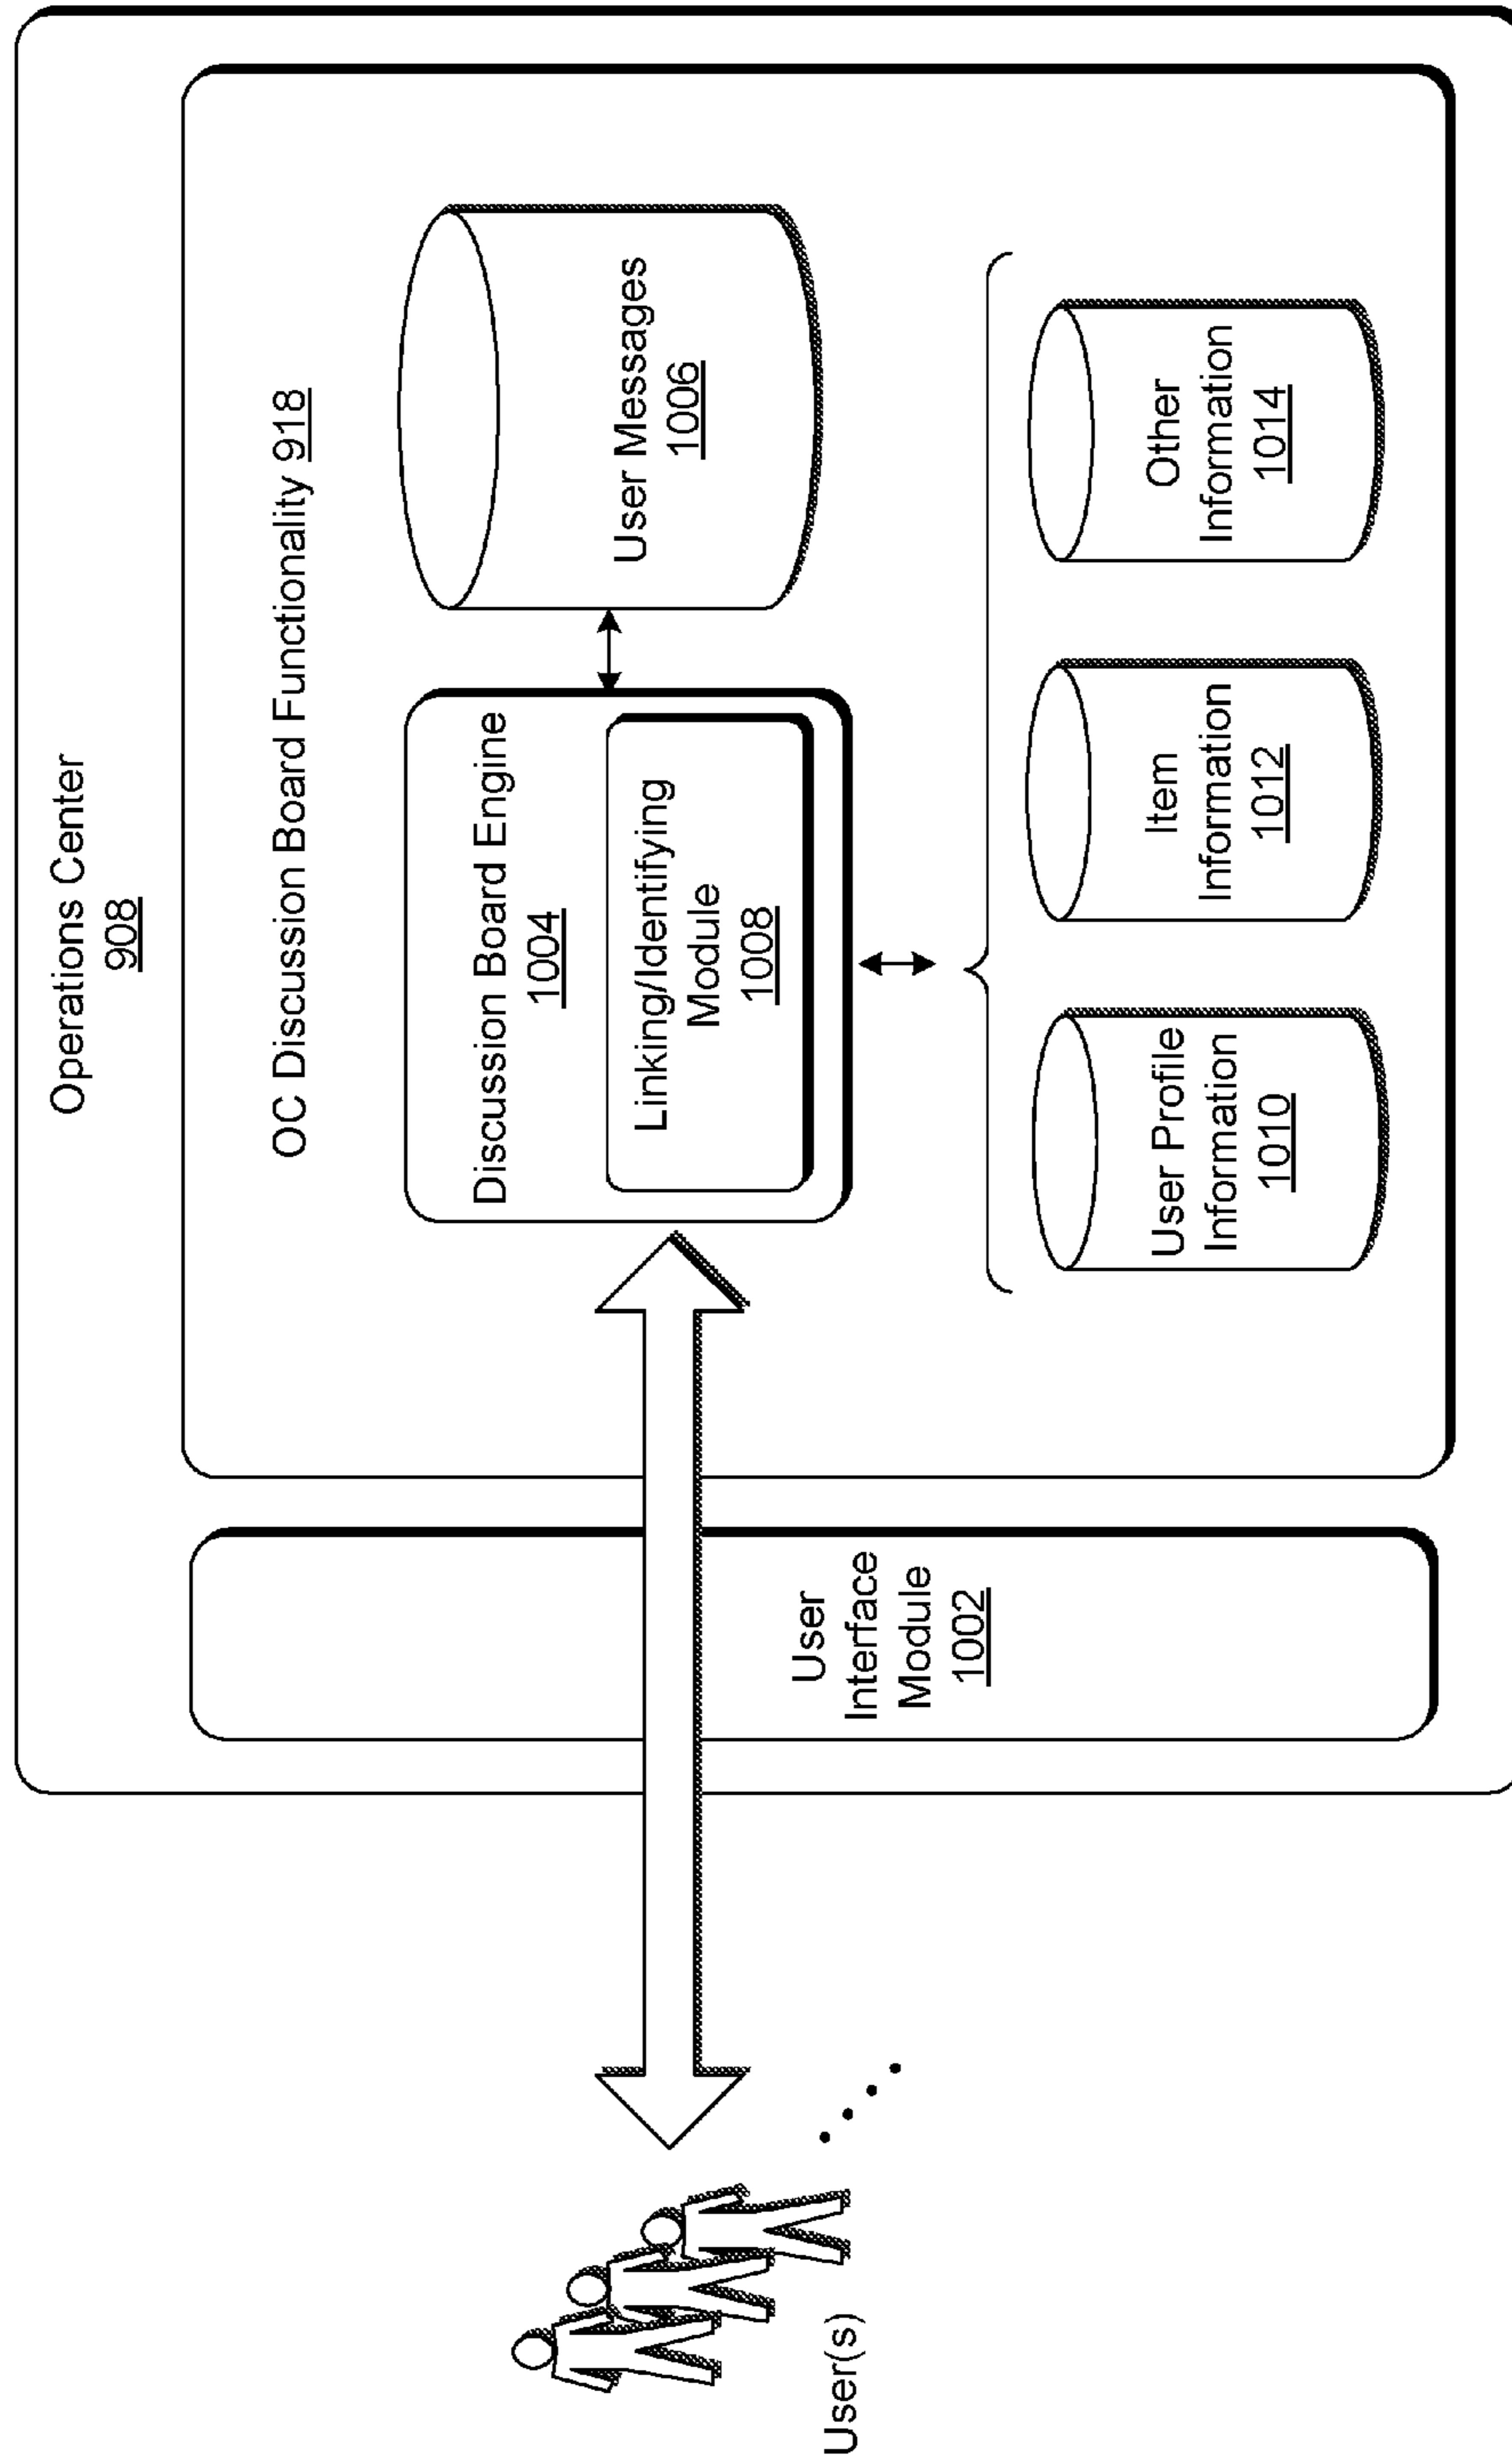 Operations Center
908
OC Discussion Board Functionality 918
Discussion Board Engine
1004
Linking/Identifying
Module
1008
User Messages
1006
User Profile
Information
1010
Item
Information
1012
Other
Information
1014
User
Interface
Module
1002
User(s)